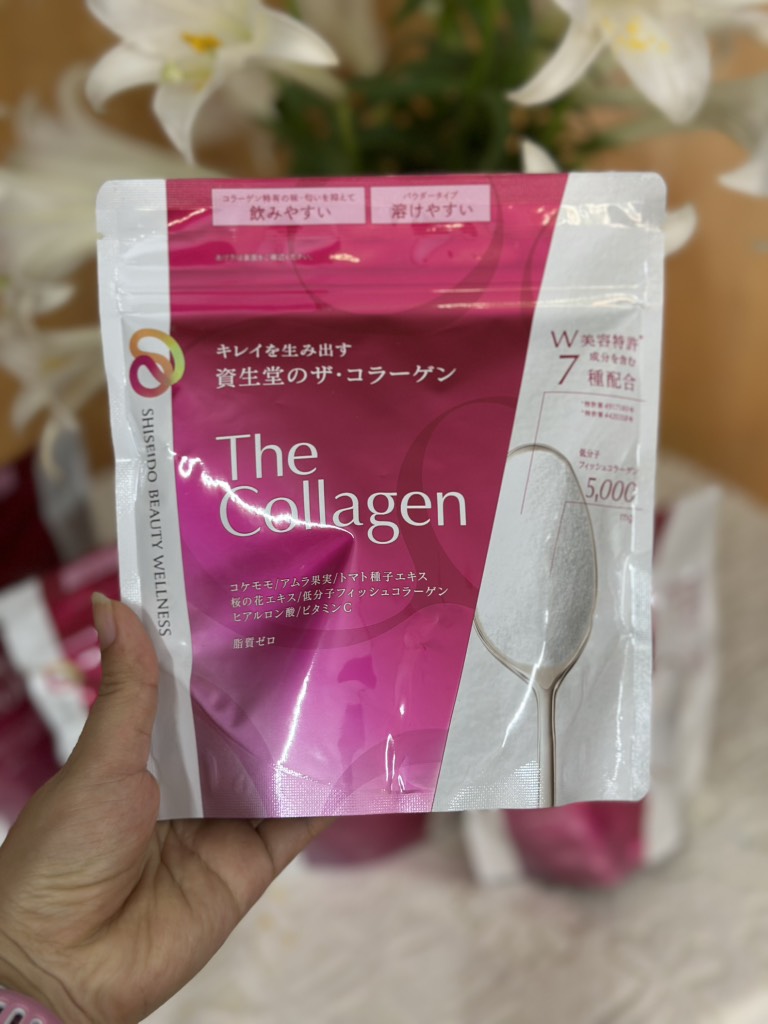 コラーゲン特有の味・匂いを抑えて
飲みやすい
パウダータイプ
溶けやすい
キレイを生み出す
資生堂のザ・コラーゲン
The
Collagen
コケモモ/アムラ果実/トマト種子エキス
桜の花エキス/低分子フィッシュコラーゲン
ヒアルロン酸/ビタミンC
脂質ゼロ
SHISEIDO BEAUTY WELLNESS
W美容特許*
成分を含む
7種配合
低分子
フィッシュコラーゲン
5,000
mg